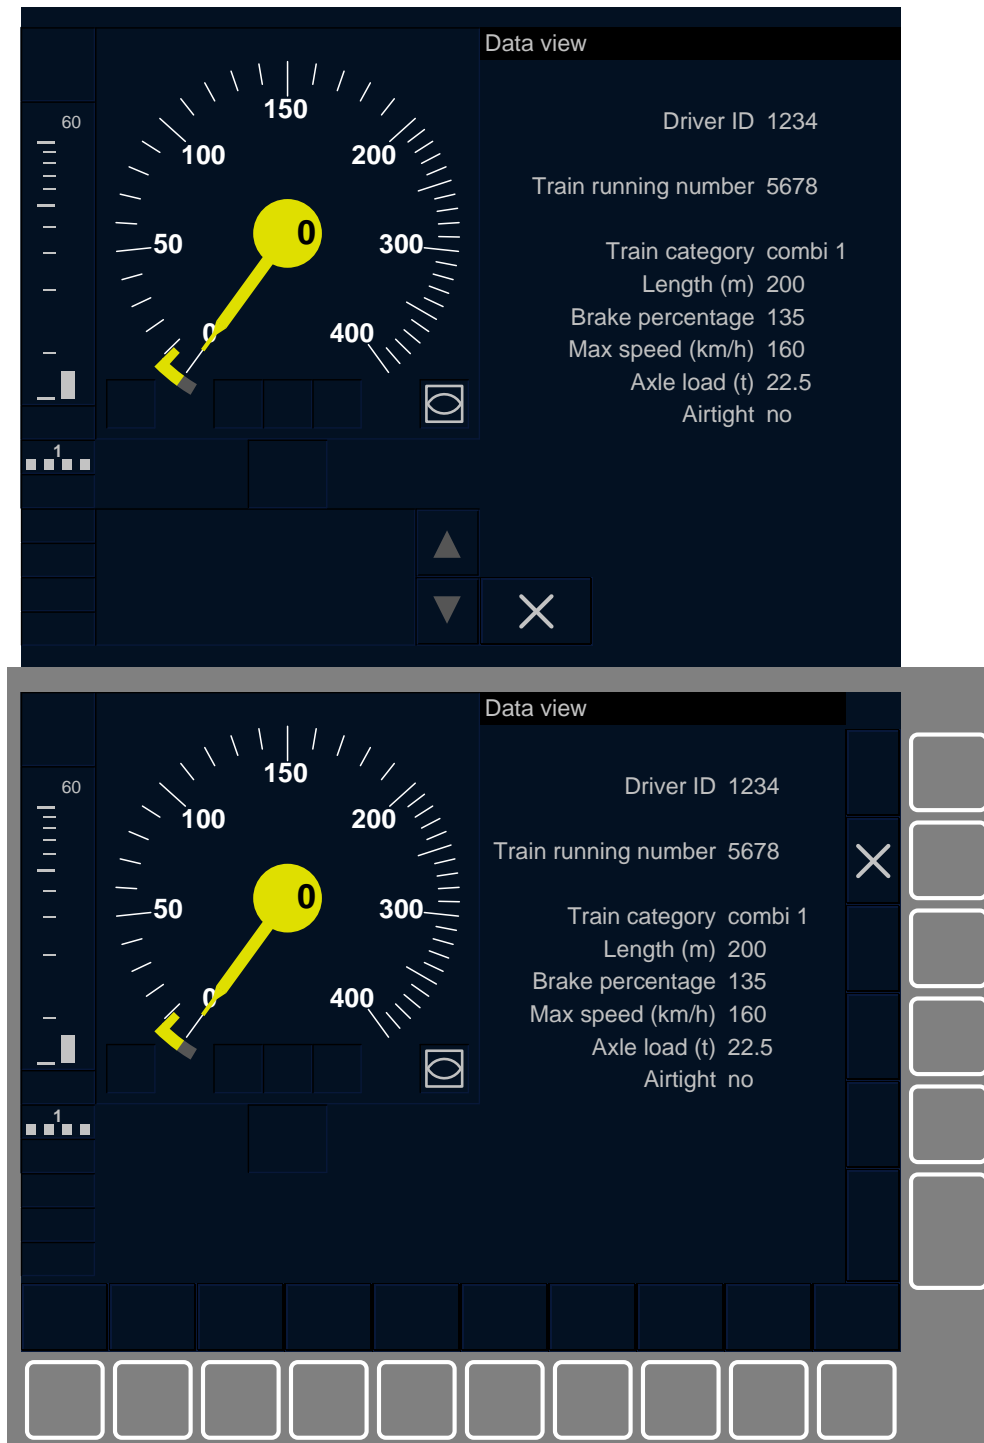 Data view
60
150
100
200
50
0
300
0
400
1
Driver ID 1234
Train running number 5678
Train category combi 1
Length (m) 200
Brake percentage 135
Max speed (km/h) 160
Axle load (t) 22.5
Airtight no
Data view
60
150
100
200
50
0
300
0
400
1
Driver ID 1234
Train running number 5678
Train category combi 1
Length (m) 200
Brake percentage 135
Max speed (km/h) 160
Axle load (t) 22.5
Airtight no